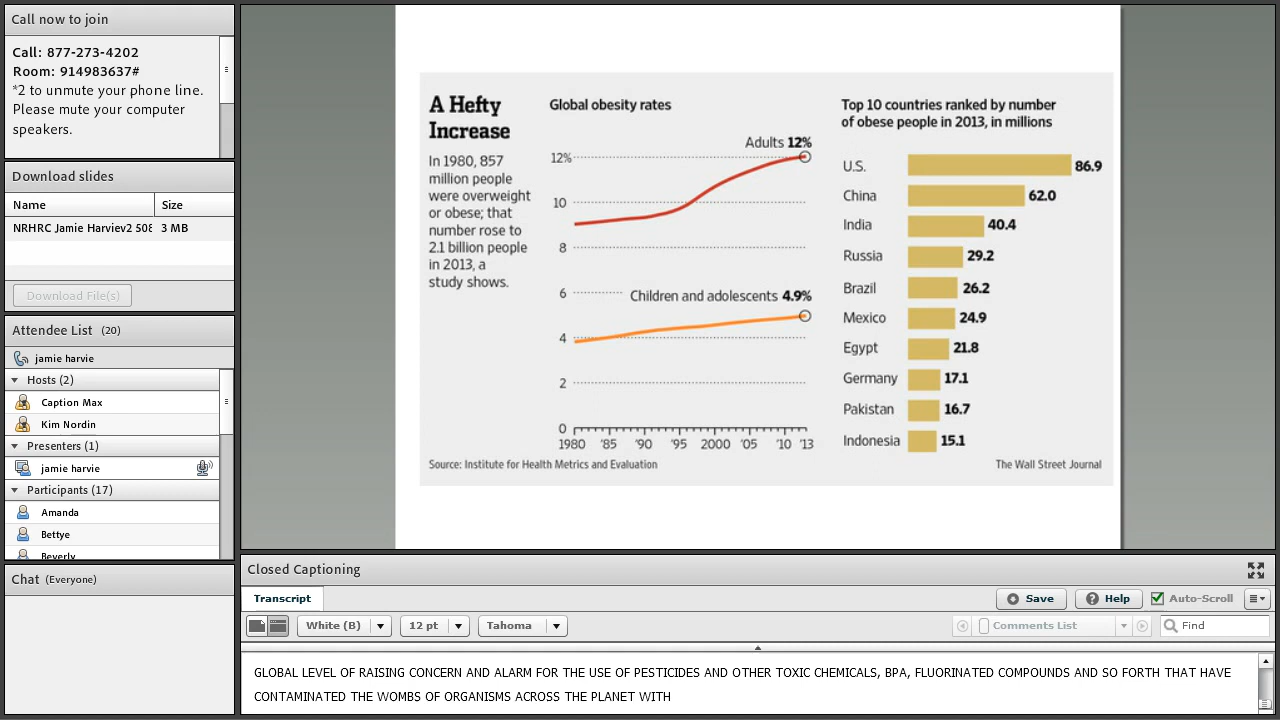 Call now to join
Call: 877-273-4202
Room: 914983637#
*2 to unmute your phone line.
Please mute your computer
speakers.
Download slides
Name Size
NRHRC Jamie Harviev2 508 3 MB
Download File(s)
Attendee List (20)
jamie harvie
Hosts (2)
Caption Max
Kim Nordin
Presenters (1)
jamie harvie
Participants (17)
Amanda
Bettye
Beverly
Chat (Everyone)
A Hefty
Increase
In 1980, 857
million people
were overweight
or obese; that
number rose to
2.1 billion people
in 2013, a
study shows.
Global obesity rates
Adults 12%
12%
10
8
6
Children and adolescents 4.9%
4
2
0
1980 '85 '90 '95 2000 '05 '10 '13
Source: Institute for Health Metrics and Evaluation
Top 10 countries ranked by number
of obese people in 2013, in millions
U.S. 86.9
China 62.0
India 40.4
Russia 29.2
Brazil 26.2
Mexico 24.9
Egypt 21.8
Germany 17.1
Pakistan 16.7
Indonesia 15.1
The Wall Street Journal
Closed Captioning
Transcript
Save Help Auto-Scroll
White (B) 12 pt Tahoma Comments List Find
GLOBAL LEVEL OF RAISING CONCERN AND ALARM FOR THE USE OF PESTICIDES AND OTHER TOXIC CHEMICALS, BPA, FLUORINATED COMPOUNDS AND SO FORTH THAT HAVE
CONTAMINATED THE WOMBS OF ORGANISMS ACROSS THE PLANET WITH